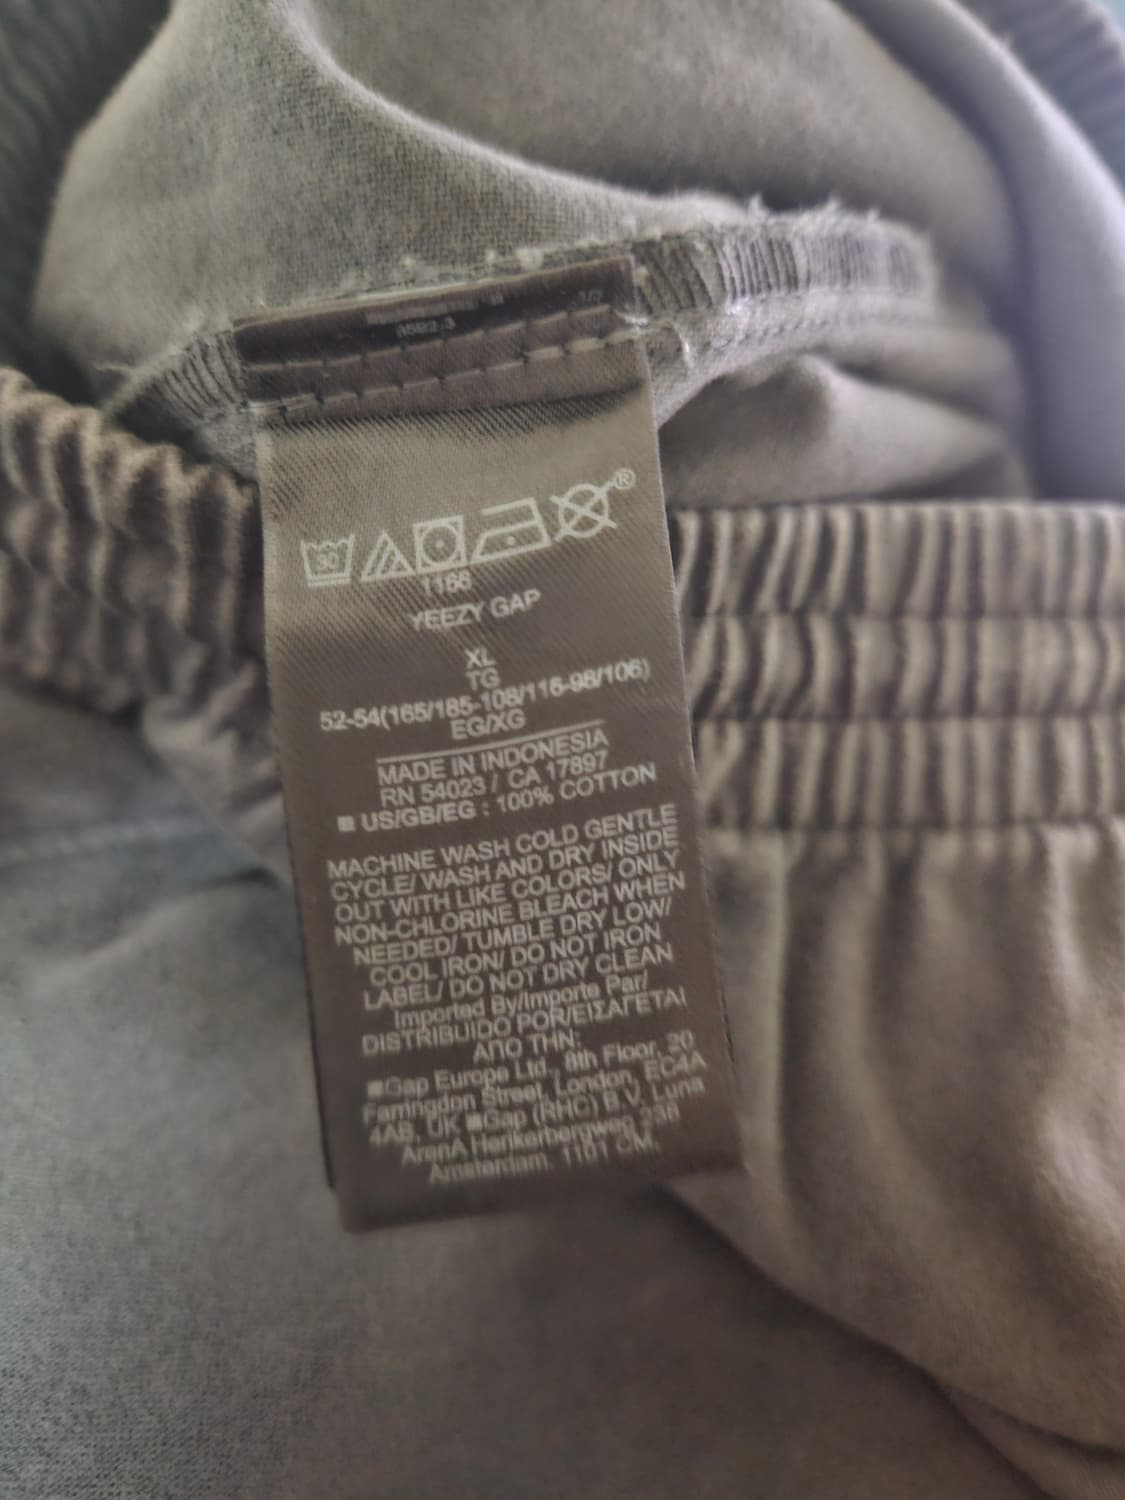 30
®
1166
YEEZY GAP
XL
TG
52-54(165/185-108/116-98/106)
EG/XG
MADE IN INDONESIA
RN 54023 / CA 17897
■ US/GB/EG : 100% COTTON
MACHINE WASH COLD GENTLE
CYCLE/ WASH AND DRY INSIDE
OUT WITH LIKE COLORS/ ONLY
NON-CHLORINE BLEACH WHEN
NEEDED/ TUMBLE DRY LOW/
COOL IRON/ DO NOT IRON
LABEL/ DO NOT DRY CLEAN
Imported By/Importe Par/
DISTRIBUIDO POR/ΕΙΣΑΓΕΤΑΙ
ΑΠΟ ΤΗΝ:
■Gap Europe Ltd., 8th Floor, 20
Farringdon Street, London, EC4A
4AB, UK ■Gap (RHC) B.V, Luna
ArenA Herikerbergweg 238
Amsterdam, 1101 CM,